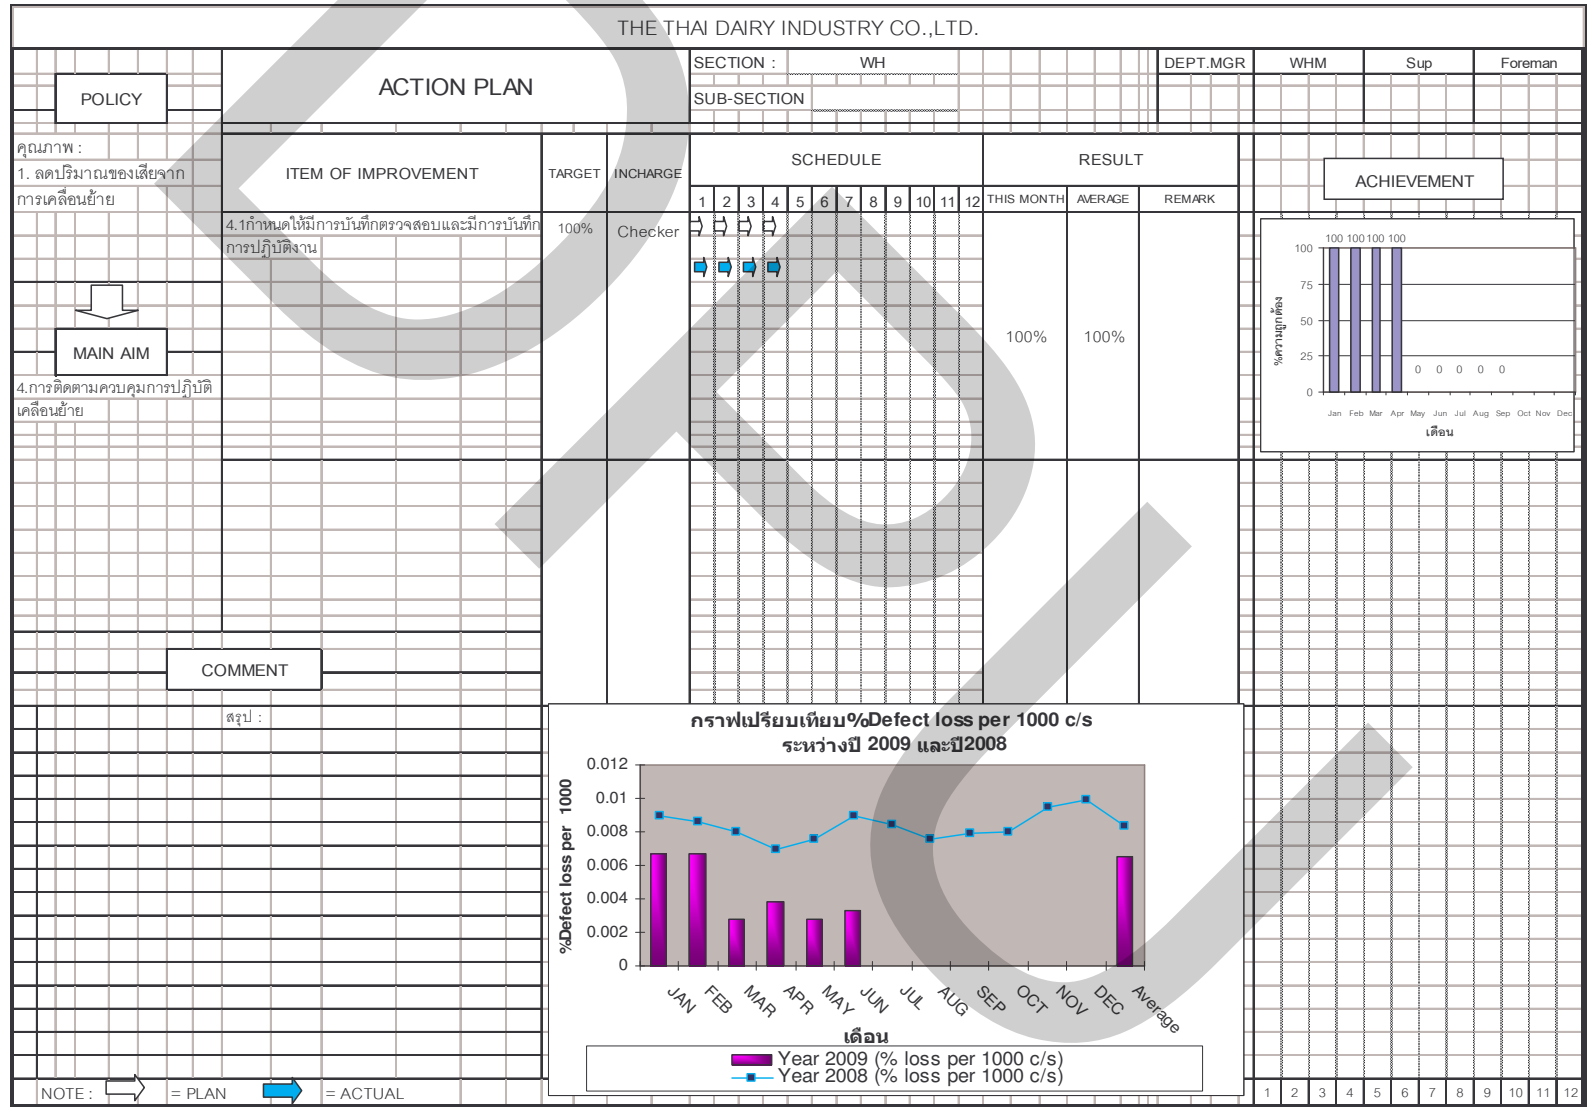 THE THAI DAIRY INDUSTRY CO.,LTD.
POLICY
ACTION PLAN
SECTION :
WH
SUB-SECTION
DEPT.MGR
WHM
Sup
Foreman
คุณภาพ :
1. ลดปริมาณของเสียจาก
การเคลื่อนย้าย
ITEM OF IMPROVEMENT
TARGET
INCHARGE
SCHEDULE
1 2 3 4 5 6 7 8 9 10 11 12
RESULT
THIS MONTH
AVERAGE
REMARK
ACHIEVEMENT
4.1กำหนดให้มีการบันทึกตรวจสอบและมีการบันทึก
การปฏิบัติงาน
100%
Checker
100%
100%
MAIN AIM
4.การติดตามควบคุมการปฏิบัติ
เคลื่อนย้าย
%ความถูกต้อง
100
75
50
25
0
100 100 100 100
0 0 0 0 0
Jan Feb Mar Apr May Jun Jul Aug Sep Oct Nov Dec
เดือน
COMMENT
สรุป :
กราฟเปรียบเทียบ%Defect loss per 1000 c/s
ระหว่างปี 2009 และปี2008
%Defect loss per 1000
0.012
0.01
0.008
0.006
0.004
0.002
0
JAN FEB MAR APR MAY JUN JUL AUG SEP OCT NOV DEC Average
เดือน
Year 2009 (% loss per 1000 c/s)
Year 2008 (% loss per 1000 c/s)
NOTE :
= PLAN
= ACTUAL
1 2 3 4 5 6 7 8 9 10 11 12
DPU